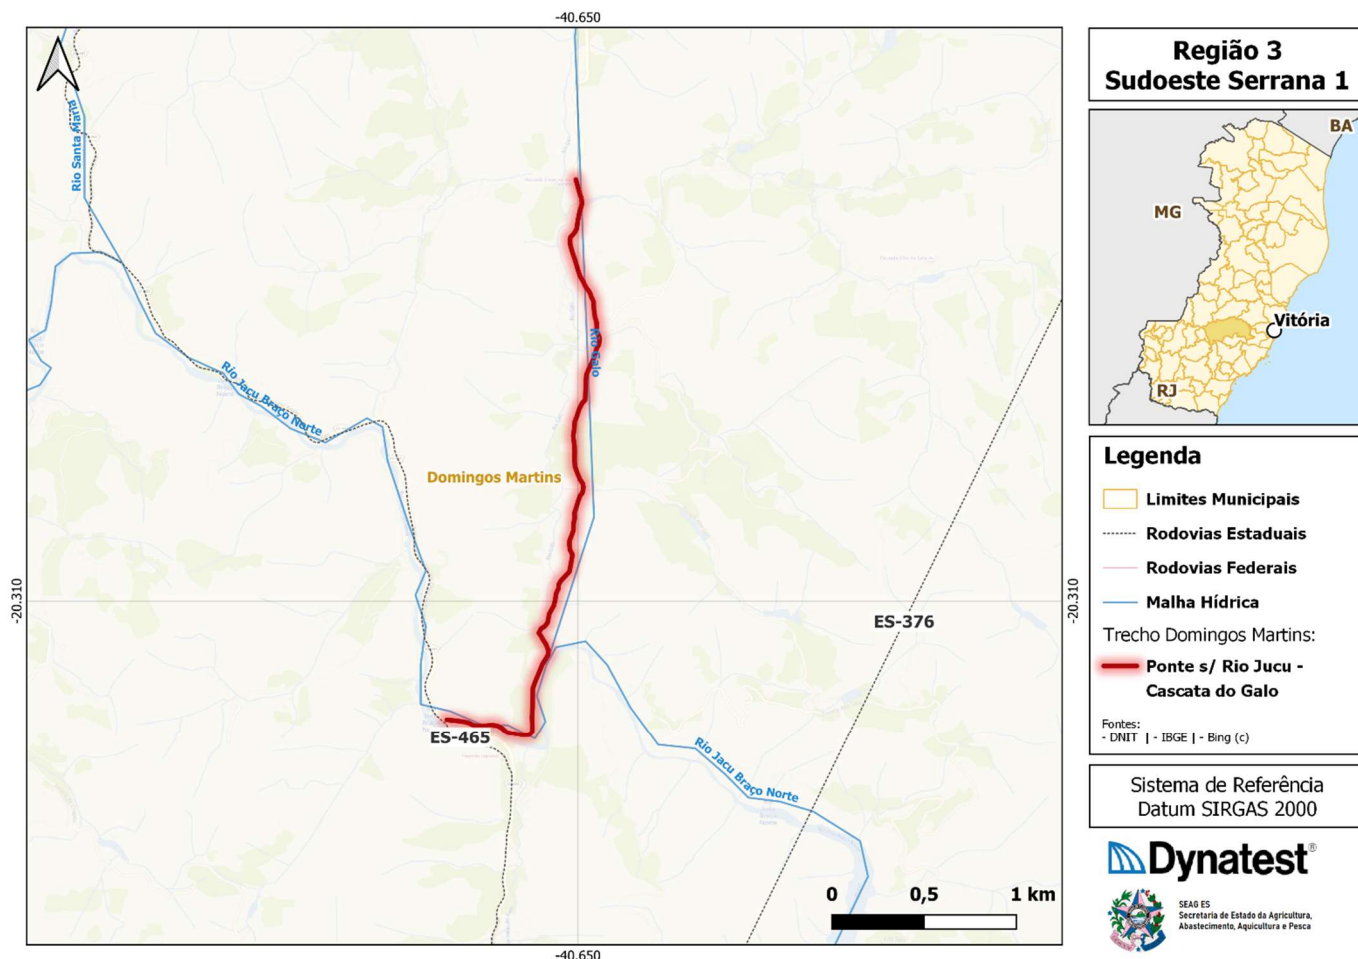 -40.650
Região 3
Sudoeste Serrana 1
BA
MG
Vitória
RJ
Rio Santa Maria
Rio Galo
Rio Jacu Braço Norte
Domingos Martins
-20.310
-20.310
ES-376
ES-465
Rio Jacu Braço Norte
0 0,5 1 km
-40.650
Legenda
Limites Municipais
Rodovias Estaduais
Rodovias Federais
Malha Hídrica
Trecho Domingos Martins:
Ponte s/ Rio Jucu -
Cascata do Galo
Fontes:
- DNIT | - IBGE | - Bing (c)
Sistema de Referência
Datum SIRGAS 2000
Dynatest®
SEAG ES
Secretaria de Estado da Agricultura,
Abastecimento, Aquicultura e Pesca